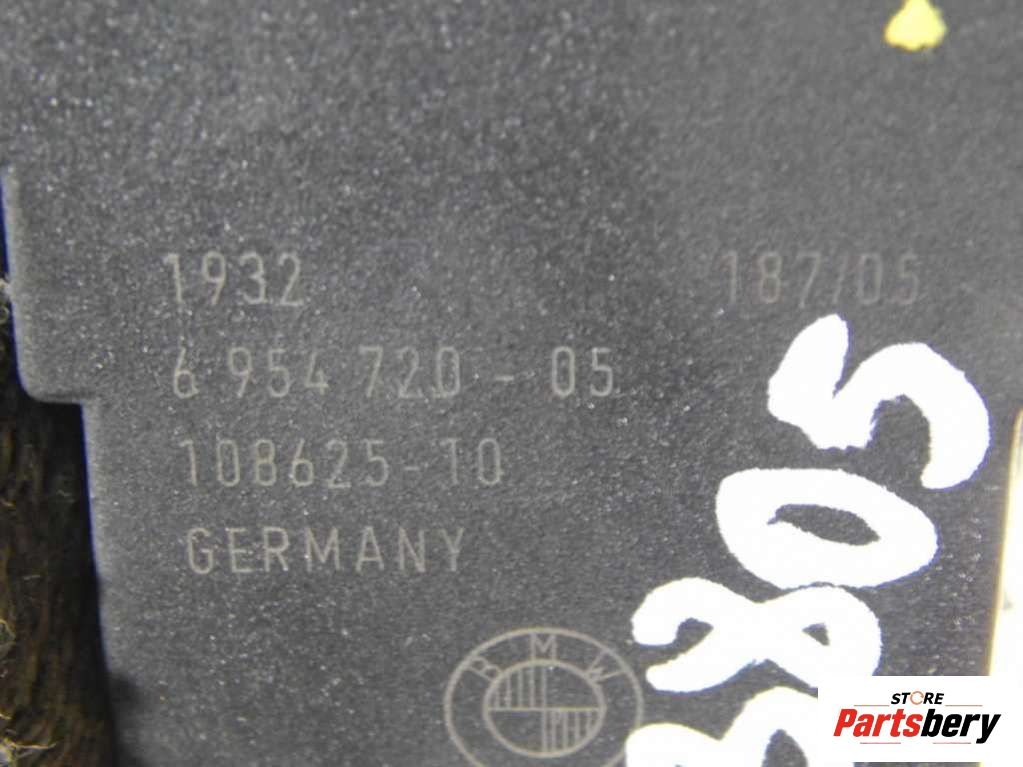 1932 187/05
6 954 720 - 05
108625-10
GERMANY
BMW
805
STORE
Partsbery